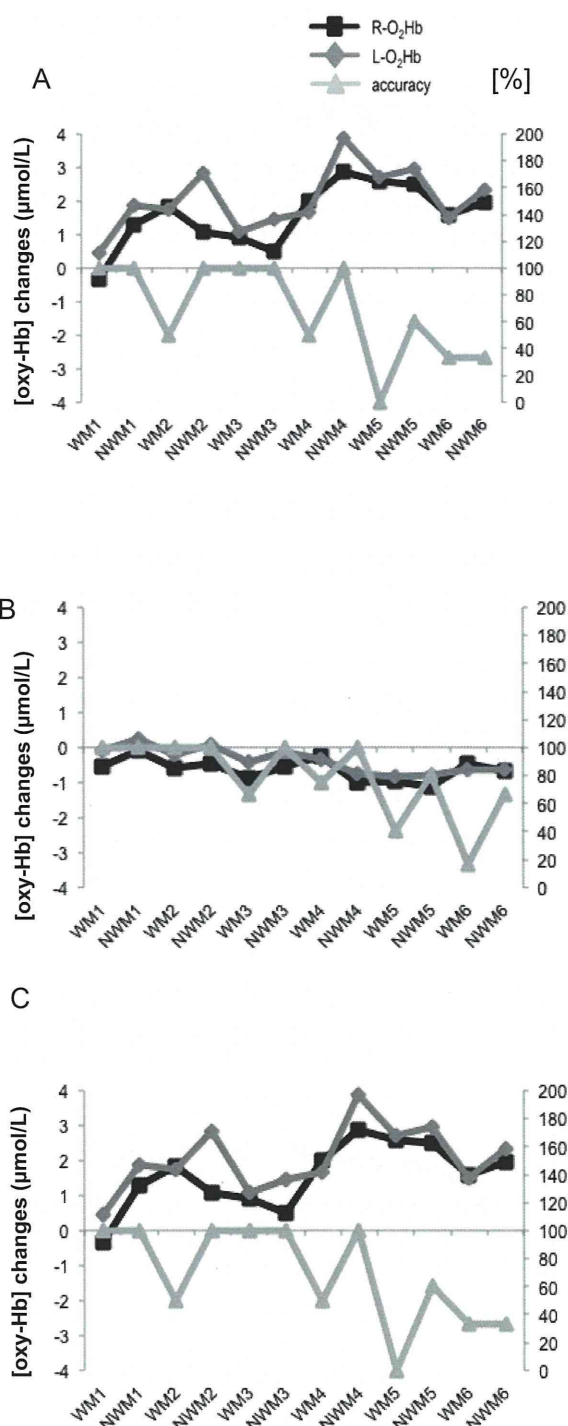 R-O₂Hb
L-O₂Hb
accuracy
A
[%]
[oxy-Hb] changes (μmol/L)
4
3
2
1
0
-1
-2
-3
-4
200
180
160
140
120
100
80
60
40
20
0
WM1
NWM1
WM2
NWM2
WM3
NWM3
WM4
NWM4
WM5
NWM5
WM6
NWM6
B
[oxy-Hb] changes (μmol/L)
4
3
2
1
0
-1
-2
-3
-4
200
180
160
140
120
100
80
60
40
20
0
WM1
NWM1
WM2
NWM2
WM3
NWM3
WM4
NWM4
WM5
NWM5
WM6
NWM6
C
[oxy-Hb] changes (μmol/L)
4
3
2
1
0
-1
-2
-3
-4
200
180
160
140
120
100
80
60
40
20
0
WM1
NWM1
WM2
NWM2
WM3
NWM3
WM4
NWM4
WM5
NWM5
WM6
NWM6